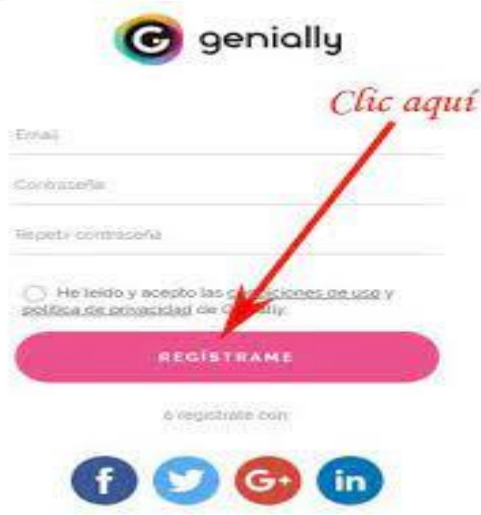 genially
Clic aquí
Email
Contraseña
Repetir contraseña
He leído y acepto las condiciones de uso y
política de privacidad de Genially.
REGÍSTRAME
ó regístrate con:
f G+ in